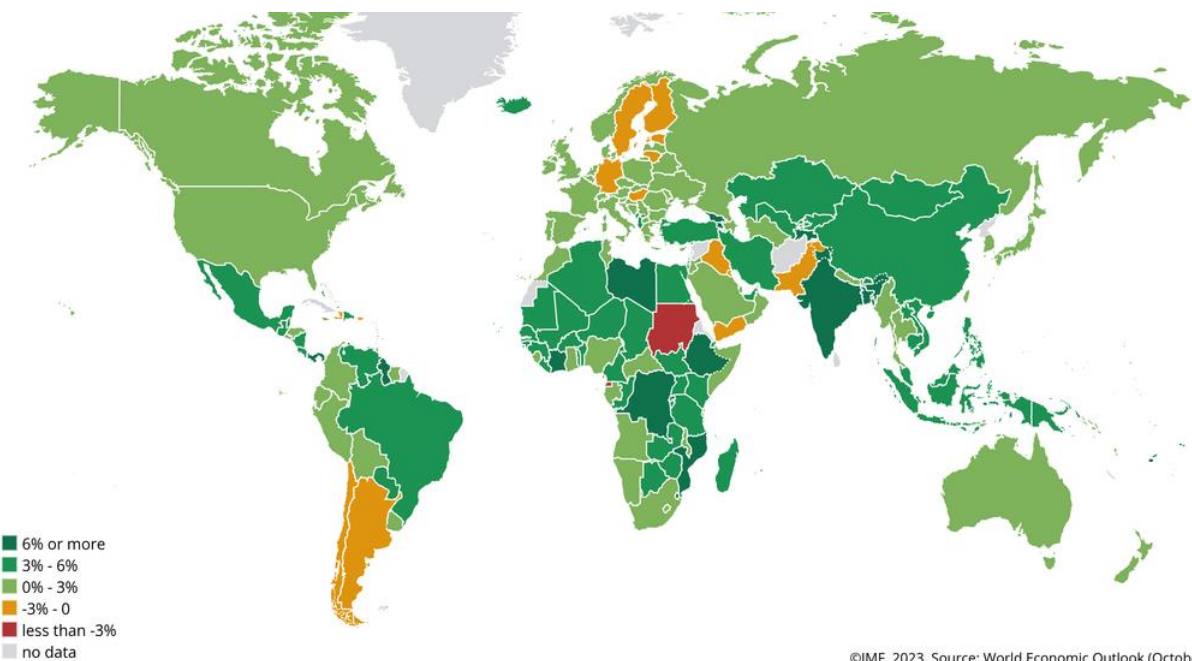 6% or more
3% - 6%
0% - 3%
-3% - 0
less than -3%
no data
©IMF, 2023, Source: World Economic Outlook (Octob